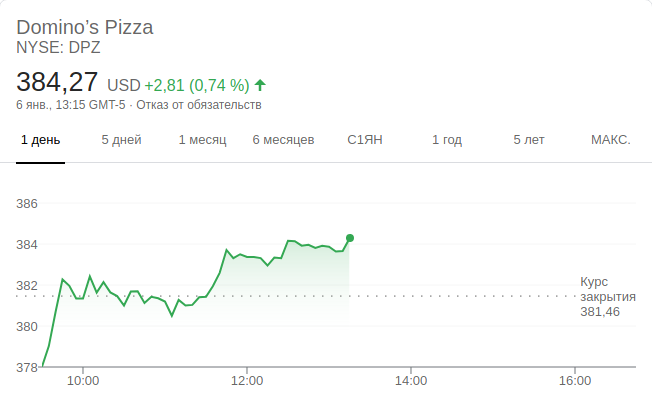 Domino’s Pizza
NYSE: DPZ
384,27 USD +2,81 (0,74 %)
6 янв., 13:15 GMT-5 · Отказ от обязательств
1 день 5 дней 1 месяц 6 месяцев С1ЯН 1 год 5 лет МАКС.
386
384
382
380
378
Курс
закрытия
381,46
10:00 12:00 14:00 16:00